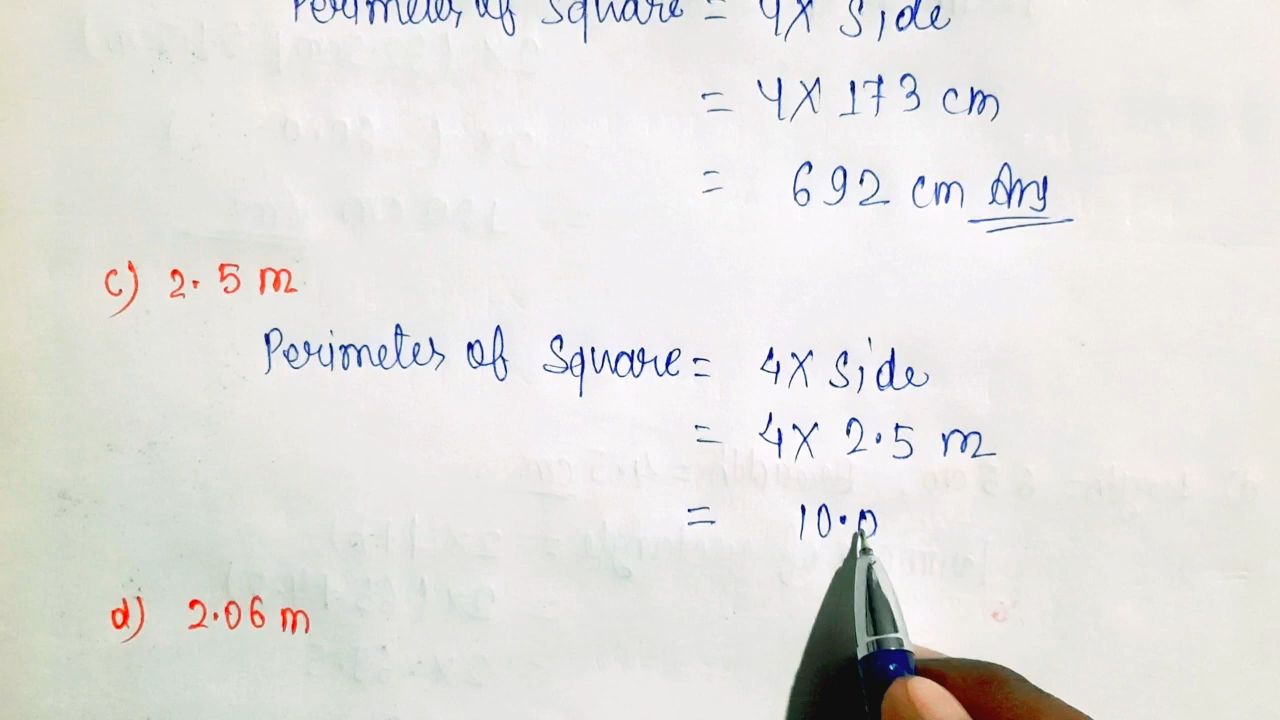 Perimeter of Square = 4X Side
= 4X 173 cm
= 692 cm Ans
c) 2.5 m
Perimeter of Square = 4X Side
= 4X 2.5 m
= 10.0
d) 2.06 m